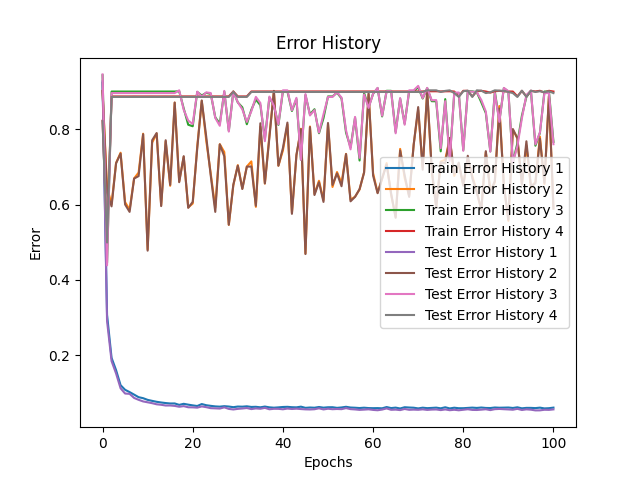 Error History
Error
0.8
0.6
0.4
0.2
Train Error History 1
Train Error History 2
Train Error History 3
Train Error History 4
Test Error History 1
Test Error History 2
Test Error History 3
Test Error History 4
0 20 40 60 80 100
Epochs